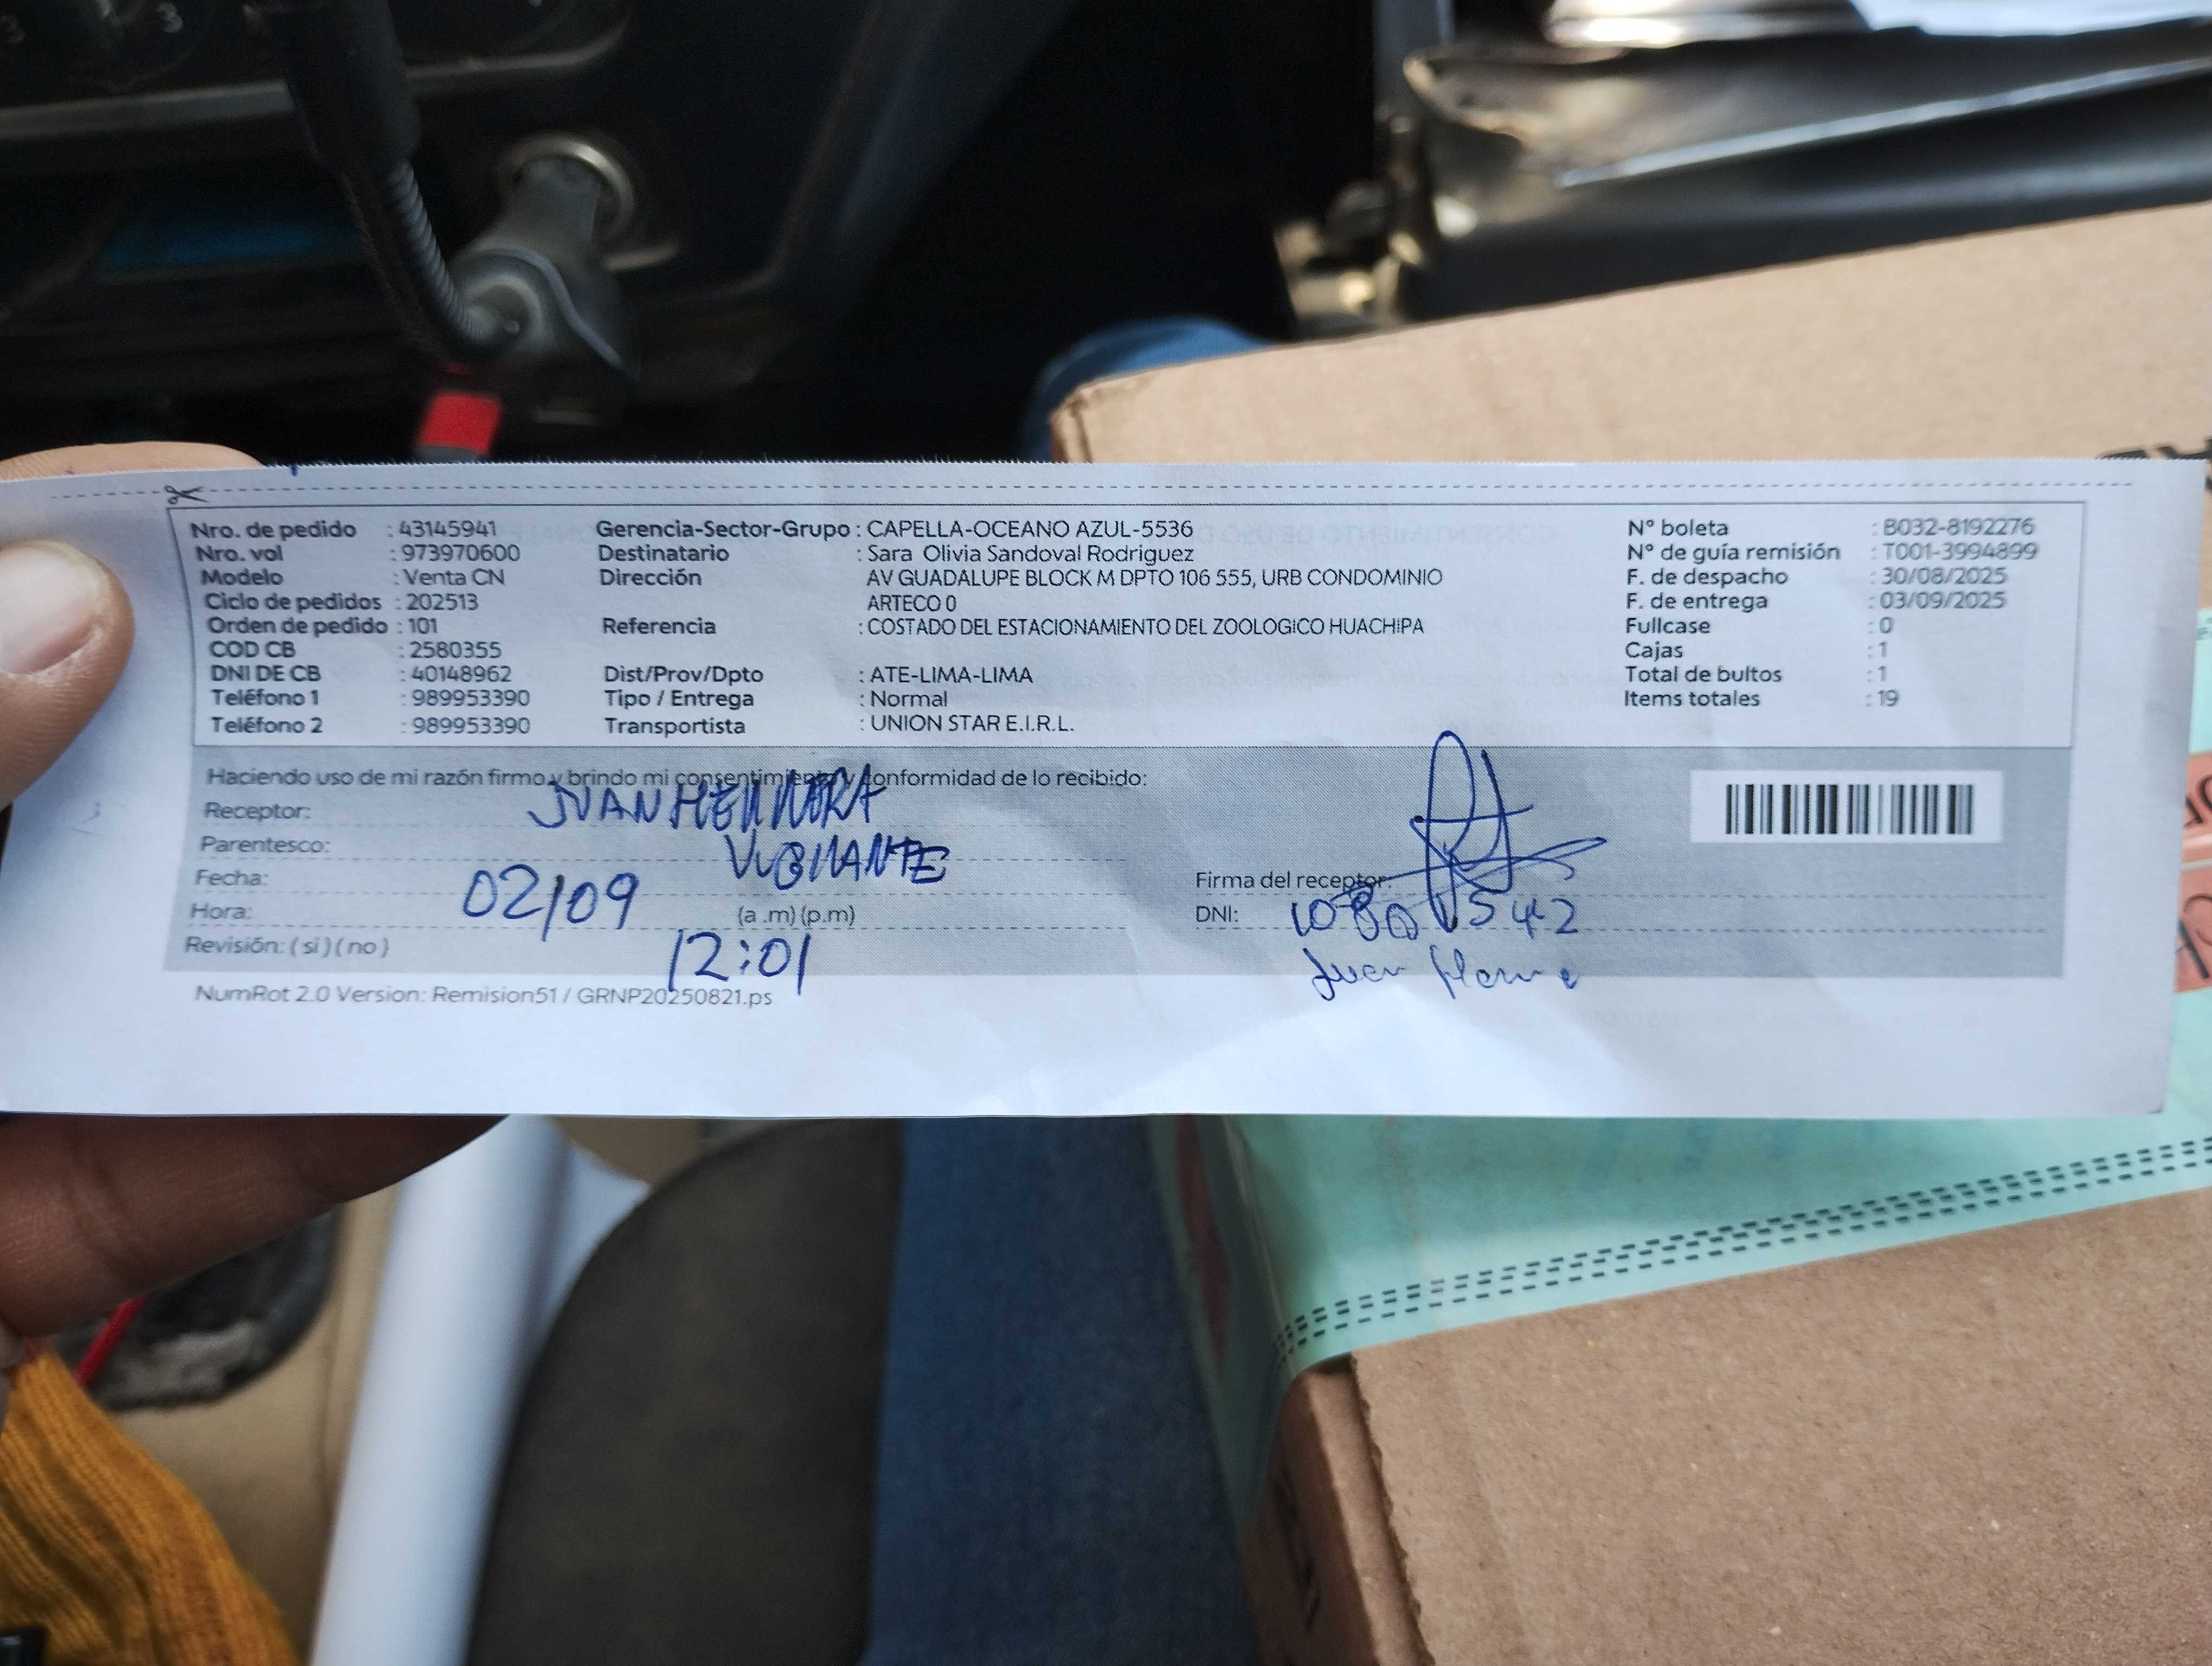 Nro. de pedido : 43145941 Gerencia-Sector-Grupo : CAPELLA-OCEANO AZUL-5536 N° boleta : B032-8192276
Nro. vol : 973970600 Destinatario : Sara Olivia Sandoval Rodriguez N° de guía remisión : T001-3994899
Modelo : Venta CN Dirección AV GUADALUPE BLOCK M DPTO 106 555, URB CONDOMINIO F. de despacho : 30/08/2025
Ciclo de pedidos : 202513 ARTECO 0 F. de entrega : 03/09/2025
Orden de pedido : 101 Referencia : COSTADO DEL ESTACIONAMIENTO DEL ZOOLOGICO HUACHIPA Fullcase : 0
COD CB : 2580355 Cajas : 1
DNI DE CB : 40148962 Dist/Prov/Dpto : ATE-LIMA-LIMA Total de bultos : 1
Teléfono 1 : 989953390 Tipo / Entrega : Normal Items totales : 19
Teléfono 2 : 989953390 Transportista : UNION STAR E.I.R.L.
Haciendo uso de mi razón firmo y brindo mi consentimiento y conformidad de lo recibido:
Receptor: JUAN HERRERA
Parentesco: VIGILANTE
Fecha: 02/09 Firma del receptor:
Hora: (a .m) (p.m) DNI:
12:01
Revisión: ( si ) ( no ) Juan
NumRot 2.0 Version: Remision51 / GRNP20250821.ps